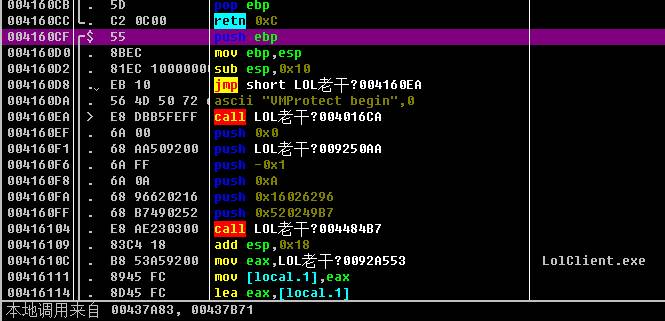 004160CB . 5D pop ebp
004160CC . C2 0C00 retn 0xC
004160CF $ 55 push ebp
004160D0 . 8BEC mov ebp,esp
004160D2 . 81EC 10000000 sub esp,0x10
004160D8 . EB 10 jmp short LOL老干?004160EA
004160DA . 56 4D 50 72 ascii "VMProtect begin",0
004160EA > E8 DBB5FEFF call LOL老干?004016CA
004160EF . 6A 00 push 0x0
004160F1 . 68 AA509200 push LOL老干?009250AA
004160F6 . 6A FF push -0x1
004160F8 . 6A 0A push 0xA
004160FA . 68 96620216 push 0x16026296
004160FF . 68 B7490252 push 0x520249B7
00416104 . E8 AE230300 call LOL老干?004484B7
00416109 . 83C4 18 add esp,0x18
0041610C . B8 53A59200 mov eax,LOL老干?0092A553 LolClient.exe
00416111 . 8945 FC mov [local.1],eax
00416114 . 8D45 FC lea eax,[local.1]
本地调用来自 00437A83, 00437B71